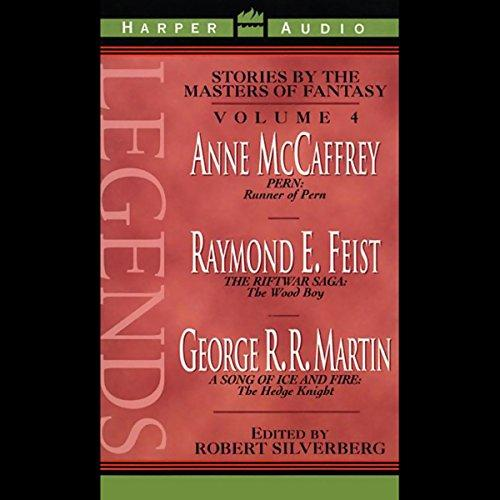 HARPER AUDIO
LEGENDS
STORIES BY THE
MASTERS OF FANTASY
VOLUME 4
ANNE MCCAFFREY
PERN:
Runner of Pern
RAYMOND E. FEIST
THE RIFTWAR SAGA:
The Wood Boy
GEORGE R.R. MARTIN
A SONG OF ICE AND FIRE:
The Hedge Knight
EDITED BY
ROBERT SILVERBERG